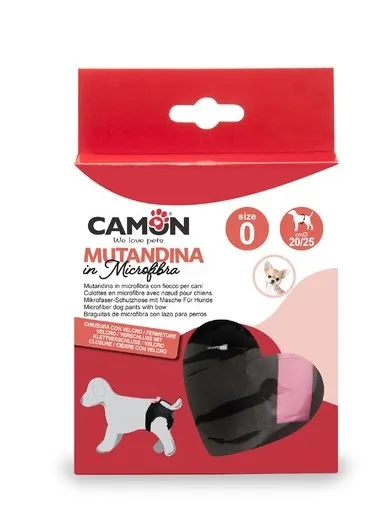 CAMON
We love pets
size
0
cm
20/25
MUTANDINA
in Microfibra
Mutandina in microfibra con fiocco per cani
Culottes en microfibre avec nœud pour chiens
Mikrofaser-Schutzhose mit Masche Für Hunde
Microfiber dog pants with bow
Braguitas de microfibra con lazo para perros
CHIUSURA CON VELCRO / FERMETURE
VELCRO / VERSCHLUSS MIT
KLETTVERSCHLUSS / VELCRO
CLOSURE / CIERRE CON VELCRO